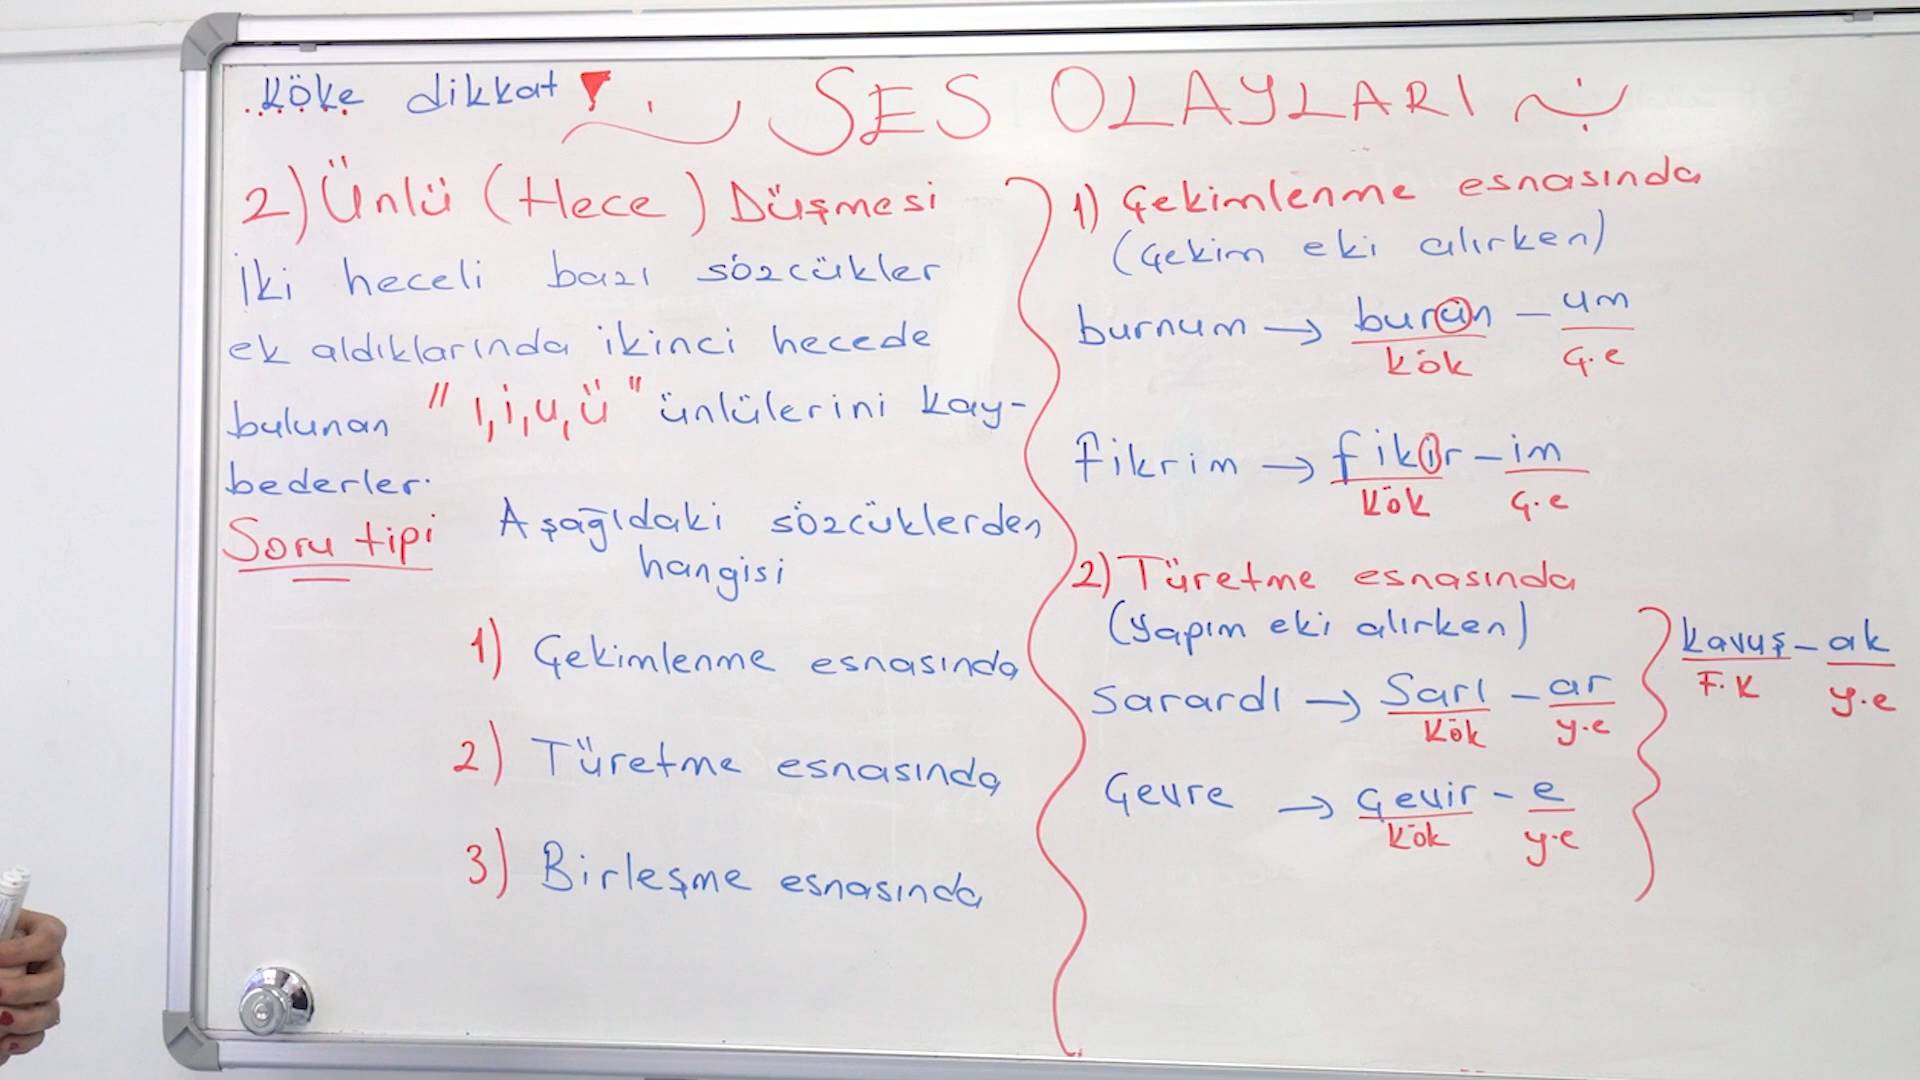 Köke dikkat !
SES OLAYLARI
2) Ünlü (Hece) Düşmesi
İki heceli bazı sözcükler
ek aldıklarında ikinci hecede
bulunan "ı, i, u, ü" ünlülerini kay-
bederler.
Soru tipi Aşağıdaki sözcüklerden
hangisi
1) Çekimlenme esnasında
2) Türetme esnasında
3) Birleşme esnasında
1) Çekimlenme esnasında
(Çekim eki alırken)
burnum → burun - um
kök ç.e
fikrim → fikir - im
kök ç.e
2) Türetme esnasında
(Yapım eki alırken)
Sarardı → Sarı - ar
kök y.e
Çevre → Çevir - e
kök y.e
kavuş - ak
F.K y.e